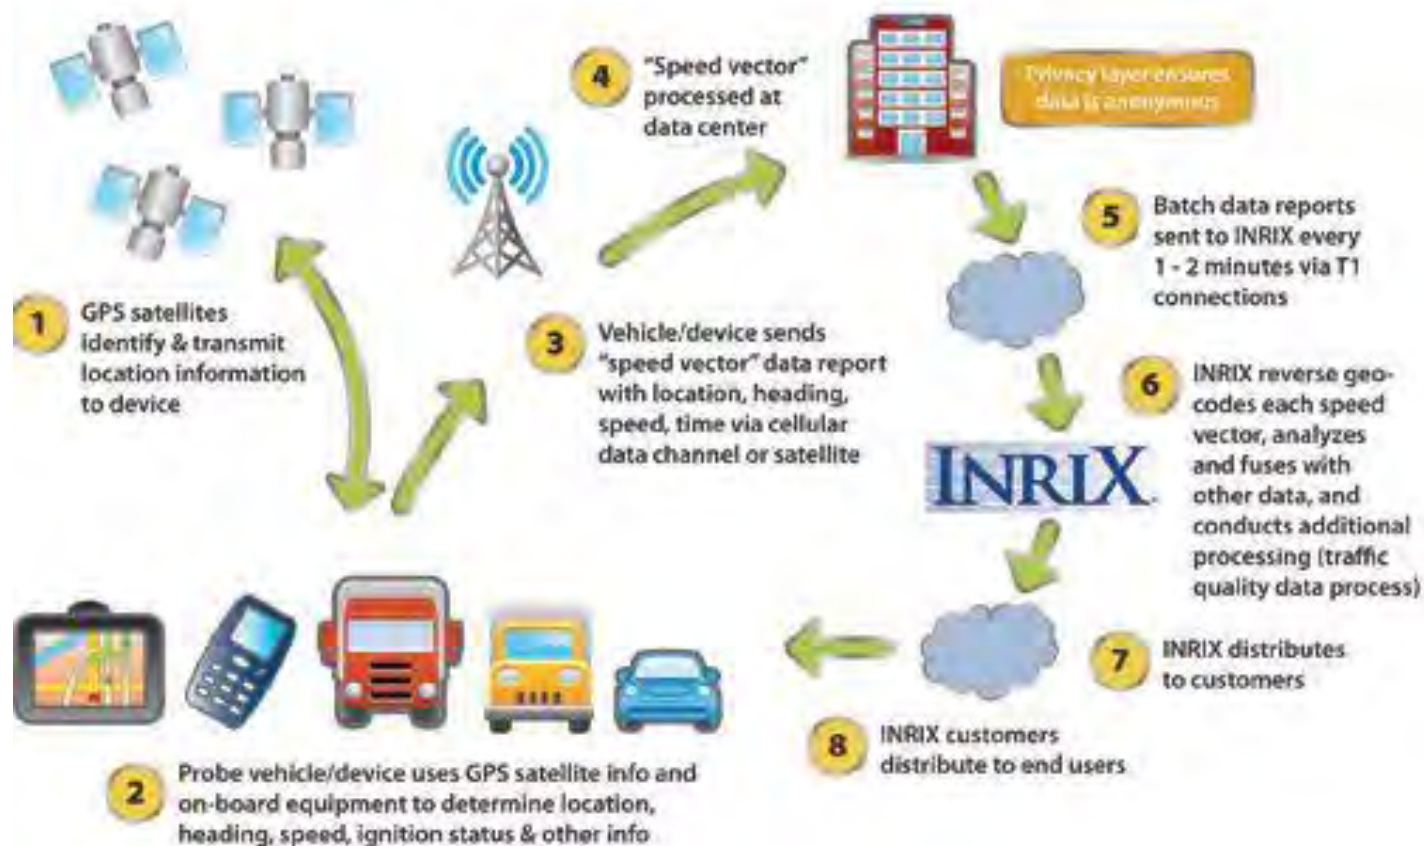 1
GPS satellites
identify & transmit
location information
to device
2
Probe vehicle/device uses GPS satellite info and
on-board equipment to determine location,
heading, speed, ignition status & other info
3
Vehicle/device sends
"speed vector" data report
with location, heading,
speed, time via cellular
data channel or satellite
4
"Speed vector"
processed at
data center
Privacy layer ensures
data is anonymous
5
Batch data reports
sent to INRIX every
1 - 2 minutes via T1
connections
6
INRIX reverse geo-
codes each speed
vector, analyzes
and fuses with
other data, and
conducts additional
processing (traffic
quality data process)
INRIX
7
INRIX distributes
to customers
8
INRIX customers
distribute to end users